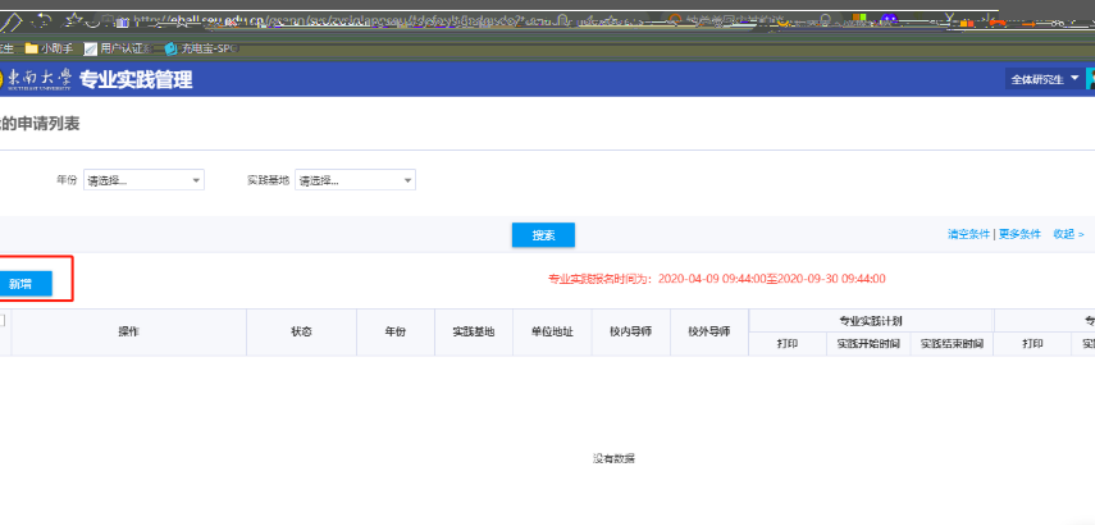 小助手 用户认证 充电宝-SPO
东南大学 专业实践管理 全体研究生
的申请列表
年份 请选择... 实践基地 请选择...
搜索 清空条件 | 更多条件 收起 >
新增 专业实践报名时间为：2020-04-09 09:44:00至2020-09-30 09:44:00
专业实践计划
操作 状态 年份 实践基地 单位地址 校内导师 校外导师
打印 实践开始时间 实践结束时间 打印
没有数据